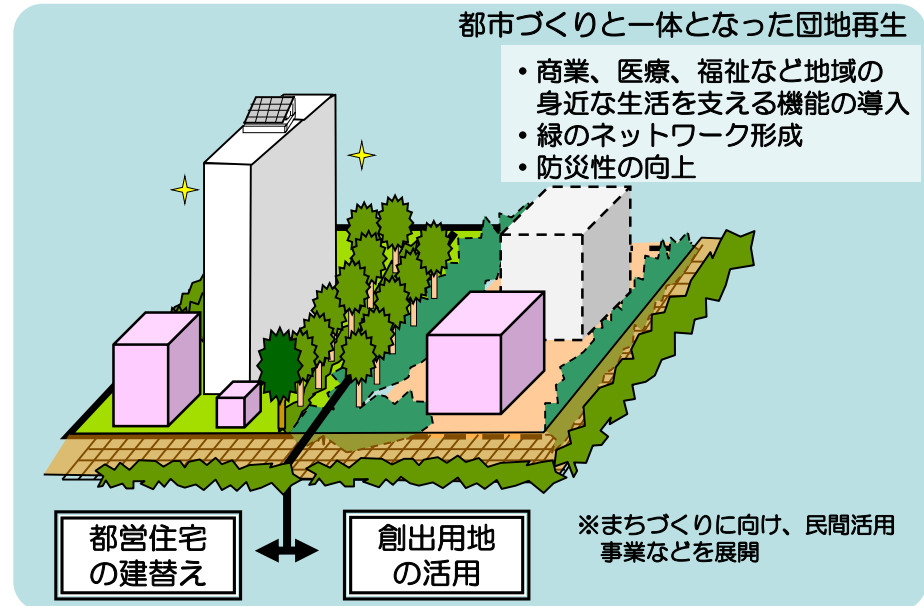 都市づくりと一体となった団地再生
・商業、医療、福祉など地域の
身近な生活を支える機能の導入
・緑のネットワーク形成
・防災性の向上
都営住宅
の建替え
創出用地
の活用
※まちづくりに向け、民間活用
事業などを展開